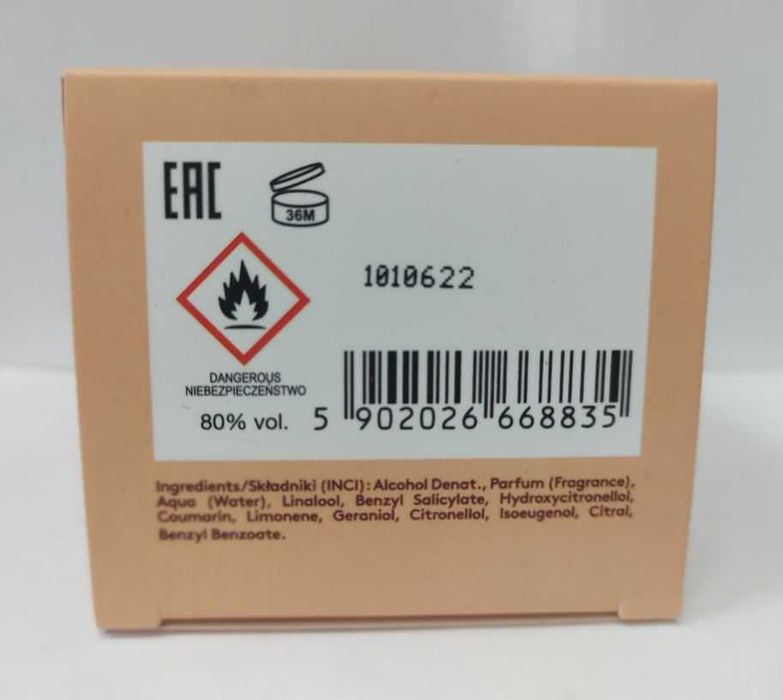 EAC
36M
1010622
DANGEROUS
NIEBEZPIECZEŃSTWO
80% vol.
5 902026 668835
Ingredients/Składniki (INCI): Alcohol Denat., Parfum (Fragrance),
Aqua (Water), Linalool, Benzyl Salicylate, Hydroxycitronellol,
Coumarin, Limonene, Geraniol, Citronellol, Isoeugenol, Citral,
Benzyl Benzoate.